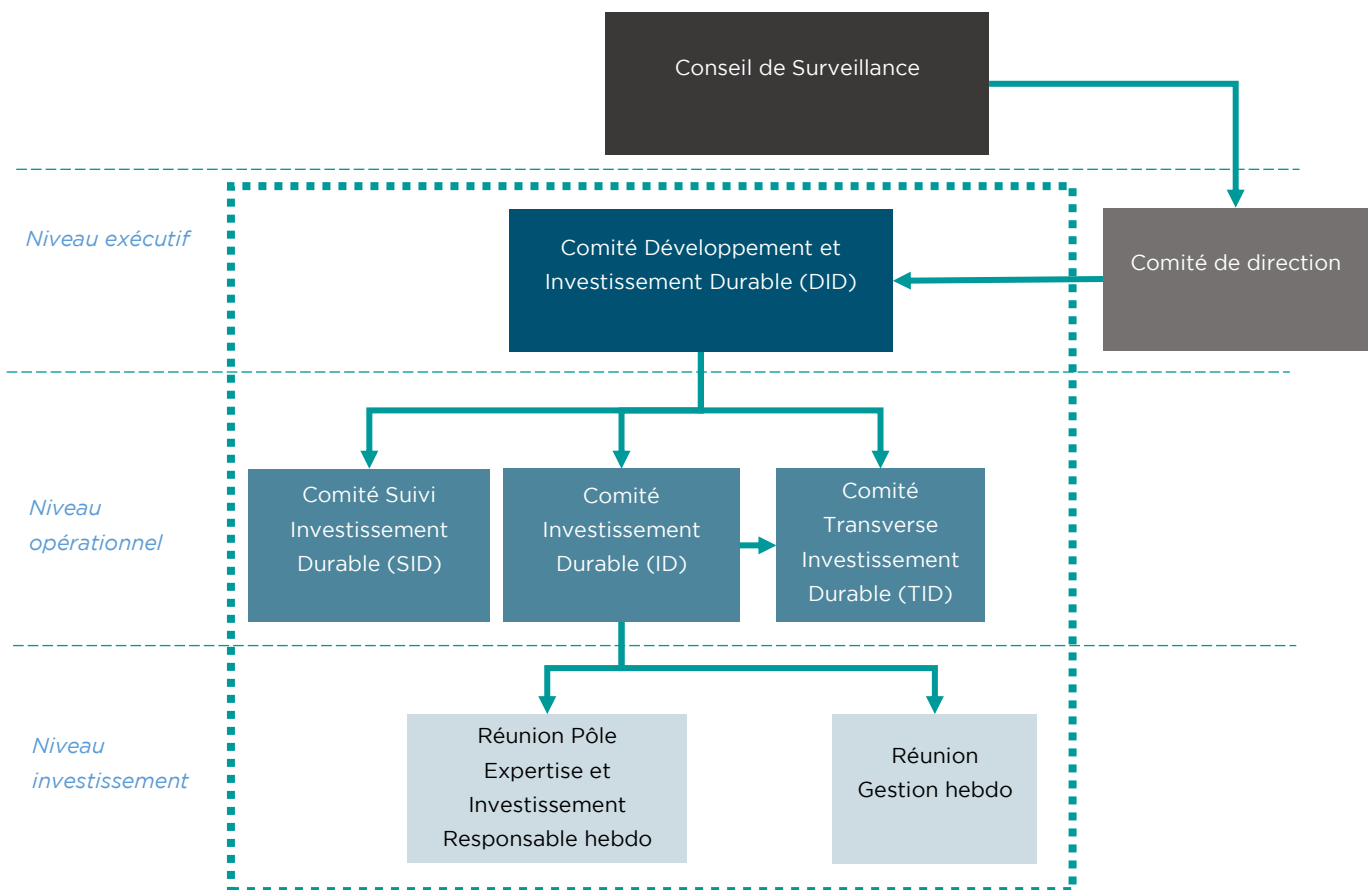 Conseil de Surveillance
Niveau exécutif
Comité Développement et
Investissement Durable (DID)
Comité de direction
Niveau
opérationnel
Comité Suivi
Investissement
Durable (SID)
Comité
Investissement
Durable (ID)
Comité
Transverse
Investissement
Durable (TID)
Niveau
investissement
Réunion Pôle
Expertise et
Investissement
Responsable hebdo
Réunion
Gestion hebdo